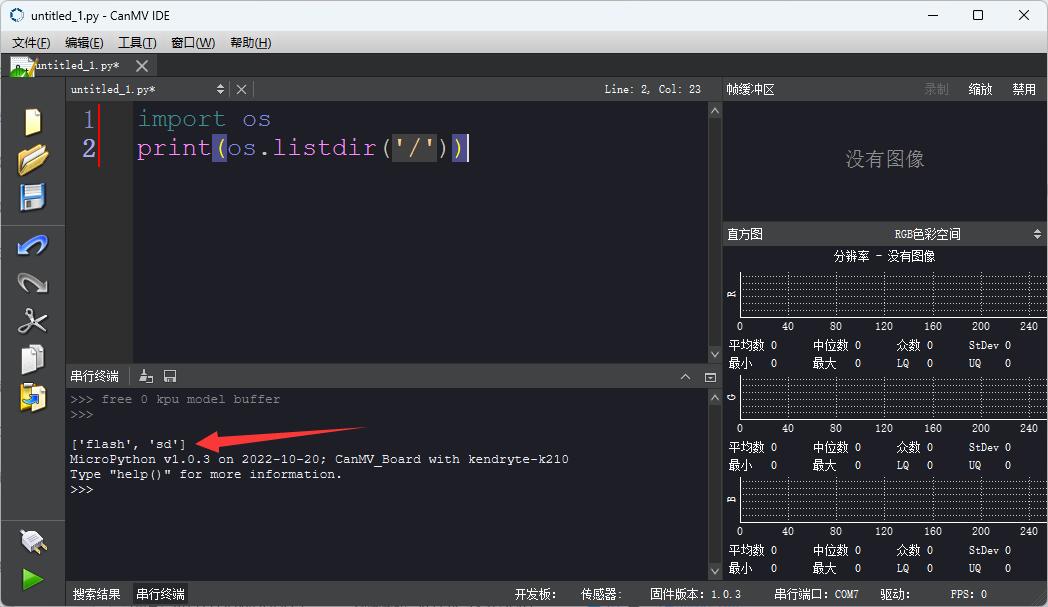 untitled_1.py - CanMV IDE
文件(F) 编辑(E) 工具(T) 窗口(W) 帮助(H)
untitled_1.py*
untitled_1.py* Line: 2, Col: 23 帧缓冲区 录制 缩放 禁用
1 import os
2 print(os.listdir('/'))
没有图像
直方图 RGB色彩空间
分辨率 - 没有图像
R
0 40 80 120 160 200 240
平均数 0 中位数 0 众数 0 StDev 0
最小 0 最大 0 LQ 0 UQ 0
G
0 40 80 120 160 200 240
平均数 0 中位数 0 众数 0 StDev 0
最小 0 最大 0 LQ 0 UQ 0
B
0 40 80 120 160 200 240
平均数 0 中位数 0 众数 0 StDev 0
最小 0 最大 0 LQ 0 UQ 0
串行终端
>>> free 0 kpu model buffer
>>>
['flash', 'sd']
MicroPython v1.0.3 on 2022-10-20; CanMV_Board with kendryte-k210
Type "help()" for more information.
>>>
搜索结果 串行终端 开发板: 传感器: 固件版本: 1.0.3 串行端口: COM7 驱动: FPS: 0